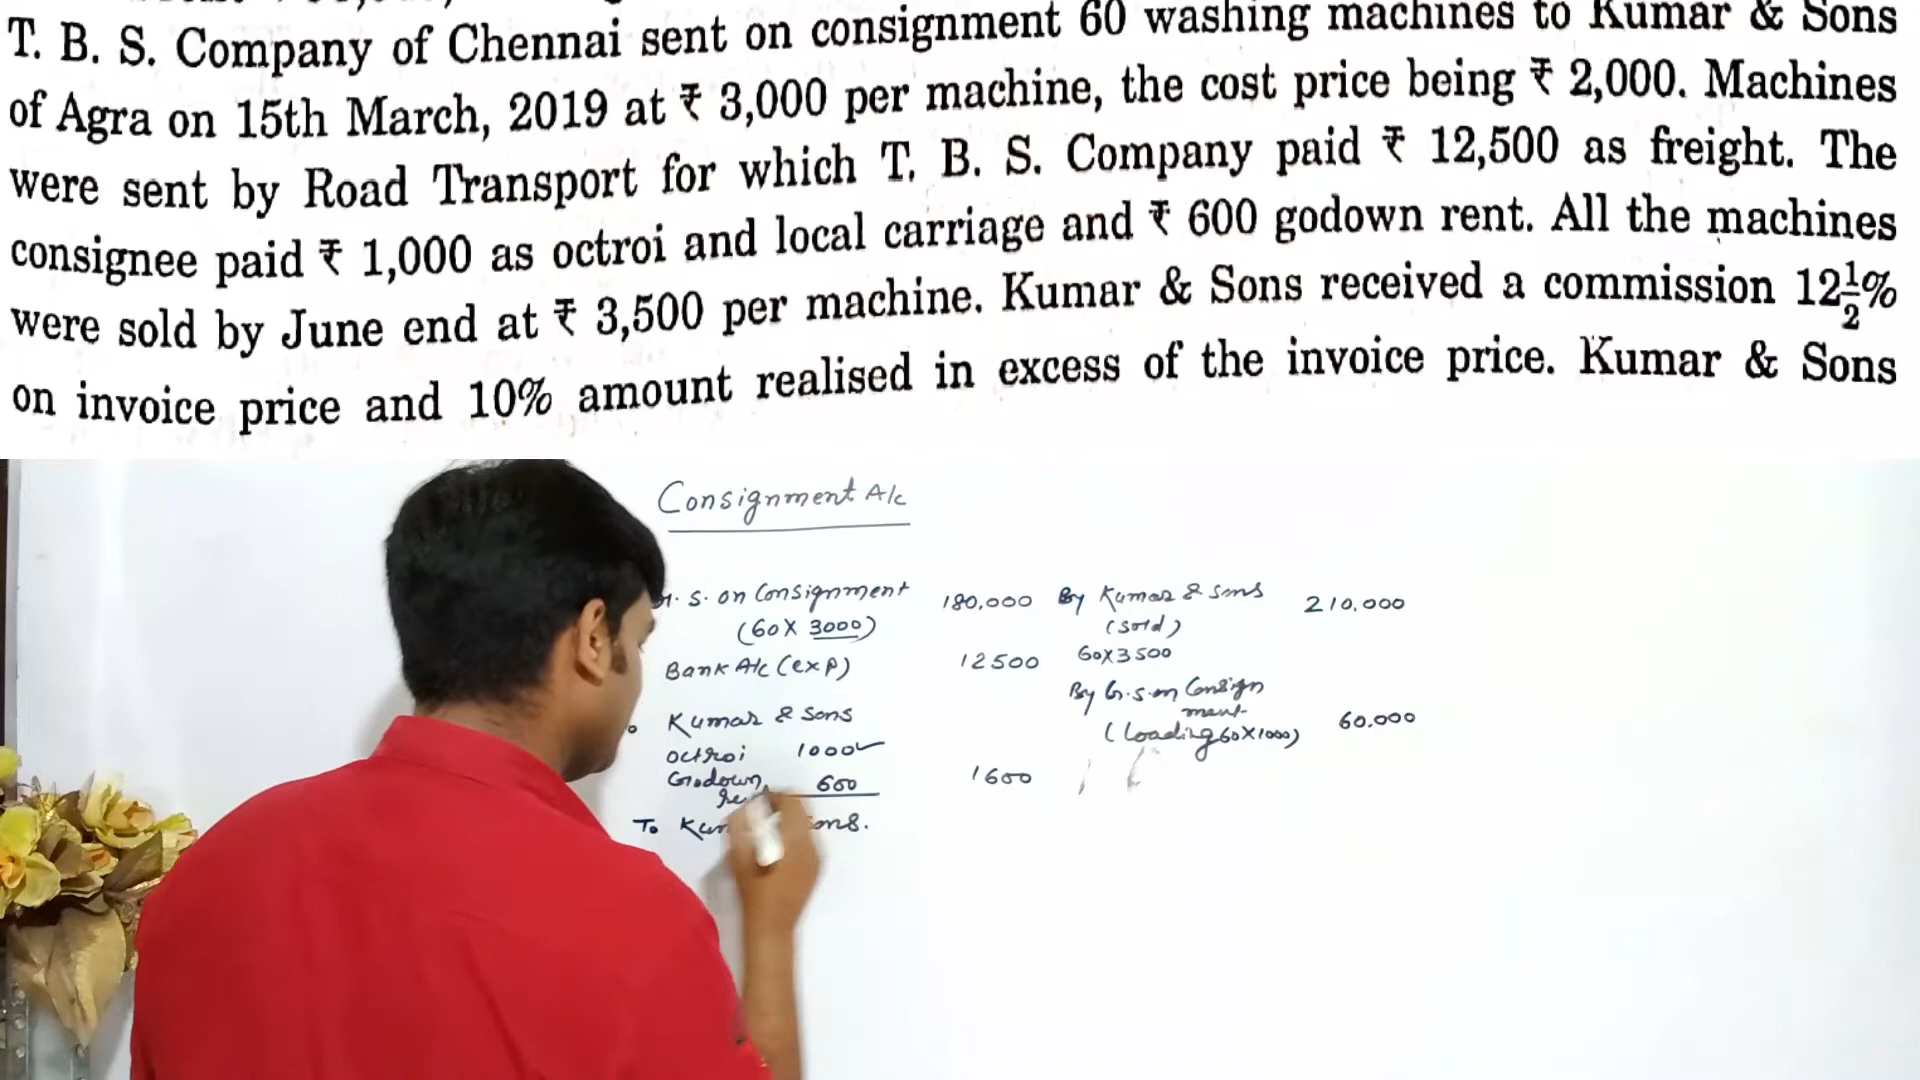 T. B. S. Company of Chennai sent on consignment 60 washing machines to Kumar & Sons
of Agra on 15th March, 2019 at ₹ 3,000 per machine, the cost price being ₹ 2,000. Machines
were sent by Road Transport for which T. B. S. Company paid ₹ 12,500 as freight. The
consignee paid ₹ 1,000 as octroi and local carriage and ₹ 600 godown rent. All the machines
were sold by June end at ₹ 3,500 per machine. Kumar & Sons received a commission 12½%
on invoice price and 10% amount realised in excess of the invoice price. Kumar & Sons
Consignment A/c
S. on Consignment 180,000 By Kumar & Sons 210,000
(60 X 3000) (sold)
Bank A/c (exp) 12500 60X3500
By G.S. on Consign
Kumar & Sons ment
octroi 1000 (loading 60X1000) 60.000
Godown 600 1600
To Sons.